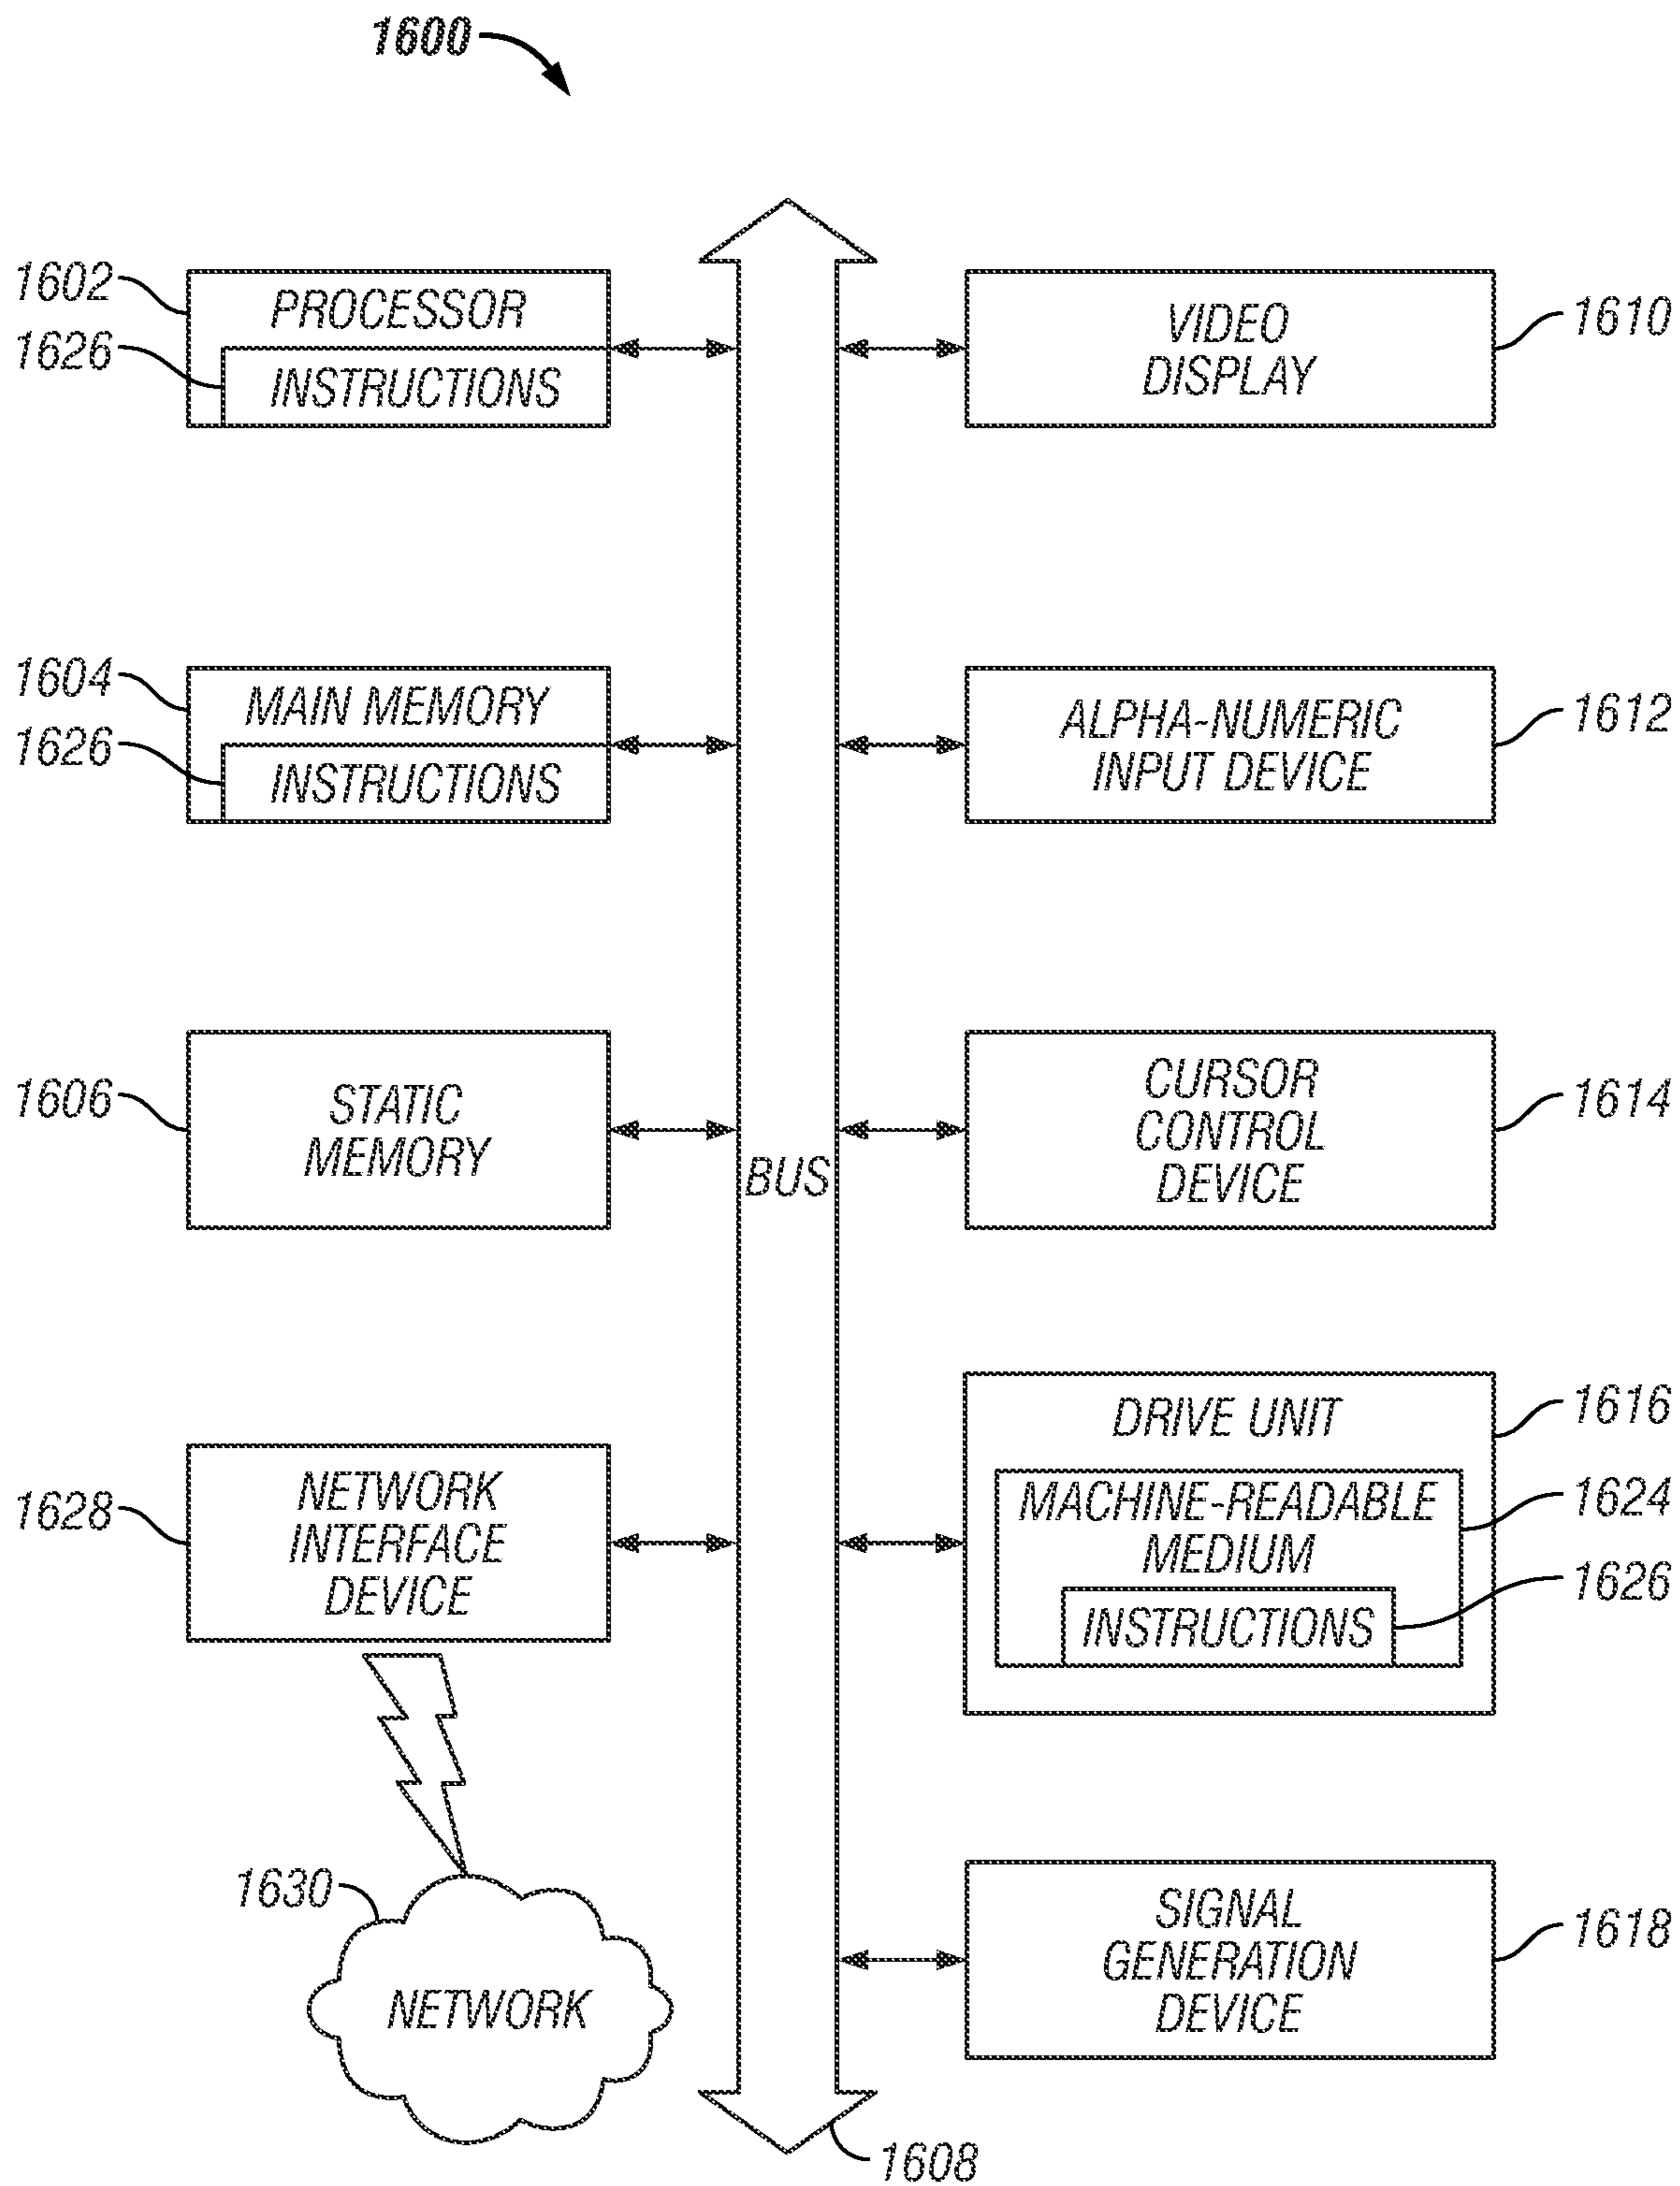 1600
1602
PROCESSOR
1626
INSTRUCTIONS
VIDEO
DISPLAY
1610
1604
MAIN MEMORY
1626
INSTRUCTIONS
ALPHA-NUMERIC
INPUT DEVICE
1612
1606
STATIC
MEMORY
BUS
CURSOR
CONTROL
DEVICE
1614
1628
NETWORK
INTERFACE
DEVICE
DRIVE UNIT
1616
MACHINE-READABLE
MEDIUM
1624
INSTRUCTIONS
1626
1630
NETWORK
SIGNAL
GENERATION
DEVICE
1618
1608